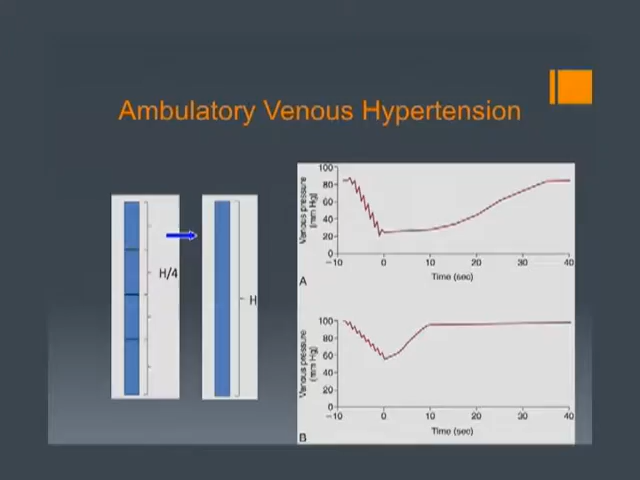 Ambulatory Venous Hypertension
H/4
H
Venous pressure
(mm Hg)
100
80
60
40
20
0
−10
0
10
20
30
40
Time (sec)
A
Venous pressure
(mm Hg)
100
80
60
40
20
0
−10
0
10
20
30
40
Time (sec)
B